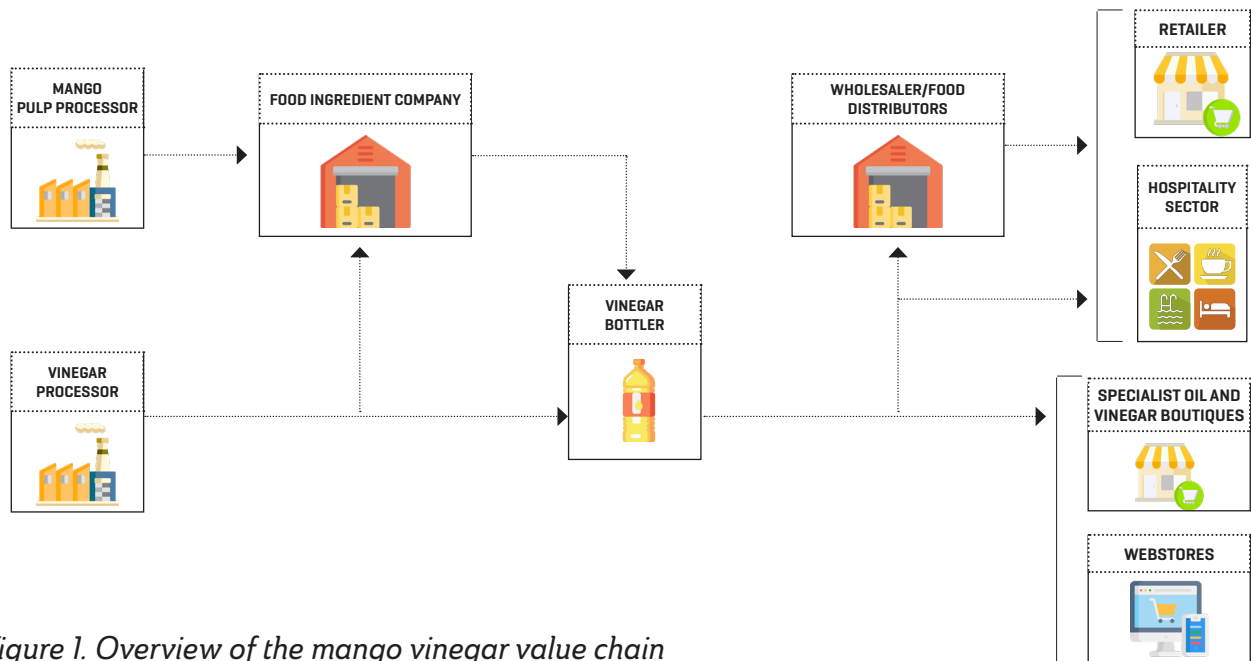 MANGO
PULP PROCESSOR
FOOD INGREDIENT COMPANY
WHOLESALER/FOOD
DISTRIBUTORS
RETAILER
HOSPITALITY
SECTOR
VINEGAR
BOTTLER
VINEGAR
PROCESSOR
SPECIALIST OIL AND
VINEGAR BOUTIQUES
WEBSTORES
igure 1. Overview of the mango vinegar value chain